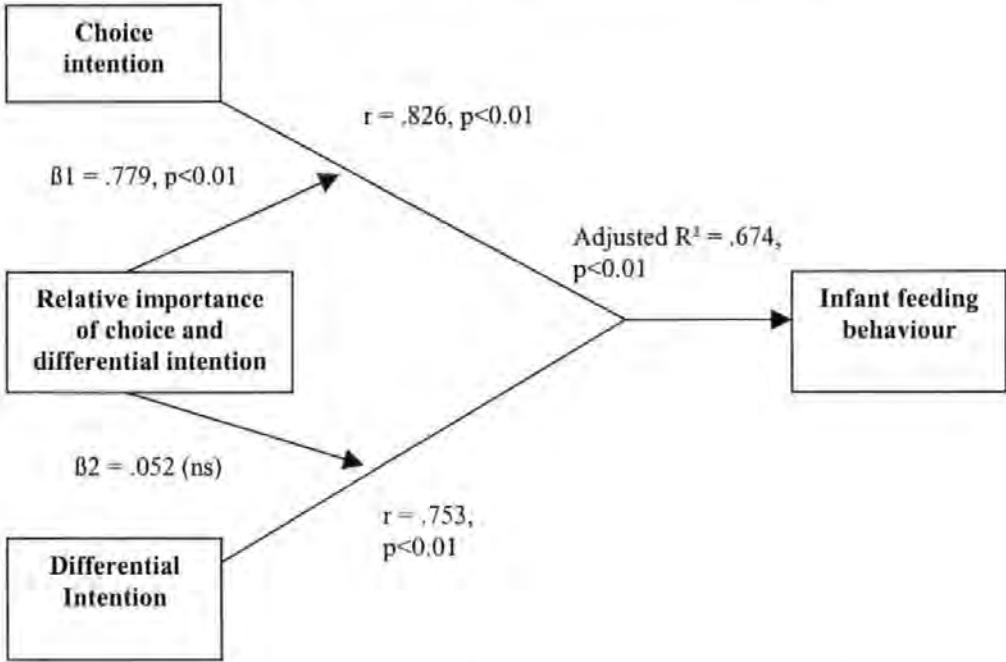 Choice
intention
r = .826, p<0.01
ß1 = .779, p<0.01
Adjusted R² = .674,
p<0.01
Relative importance
of choice and
differential intention
Infant feeding
behaviour
ß2 = .052 (ns)
r = .753,
p<0.01
Differential
Intention